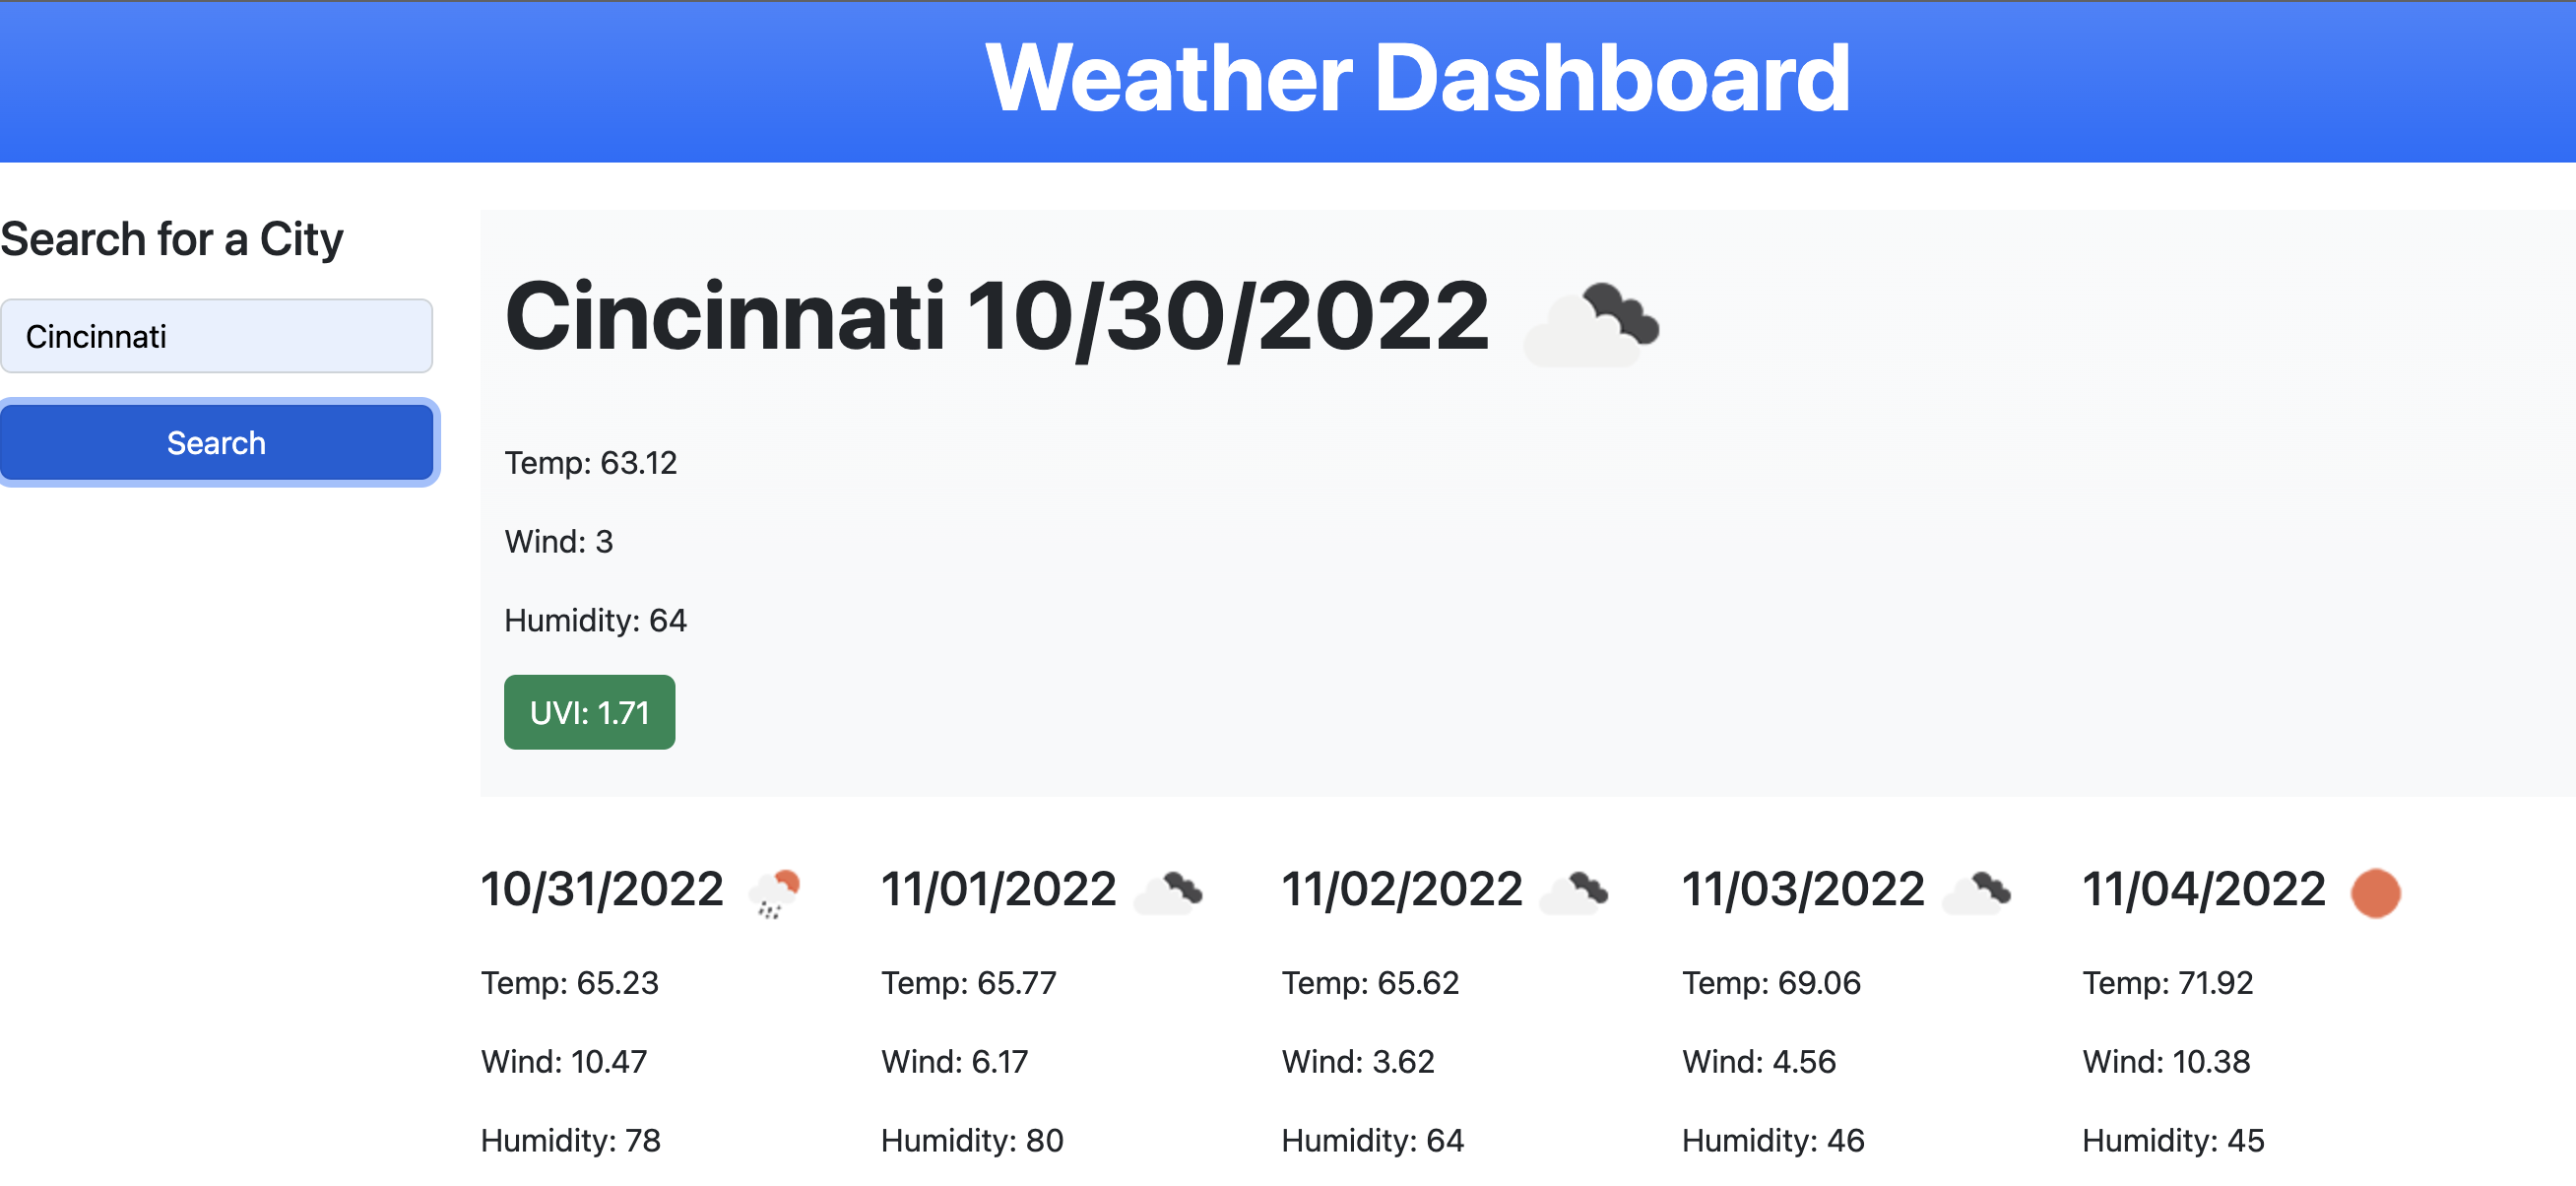 Weather Dashboard
Search for a City
Cincinnati
Search
Cincinnati 10/30/2022
Temp: 63.12
Wind: 3
Humidity: 64
UVI: 1.71
10/31/2022
Temp: 65.23
Wind: 10.47
Humidity: 78
11/01/2022
Temp: 65.77
Wind: 6.17
Humidity: 80
11/02/2022
Temp: 65.62
Wind: 3.62
Humidity: 64
11/03/2022
Temp: 69.06
Wind: 4.56
Humidity: 46
11/04/2022
Temp: 71.92
Wind: 10.38
Humidity: 45